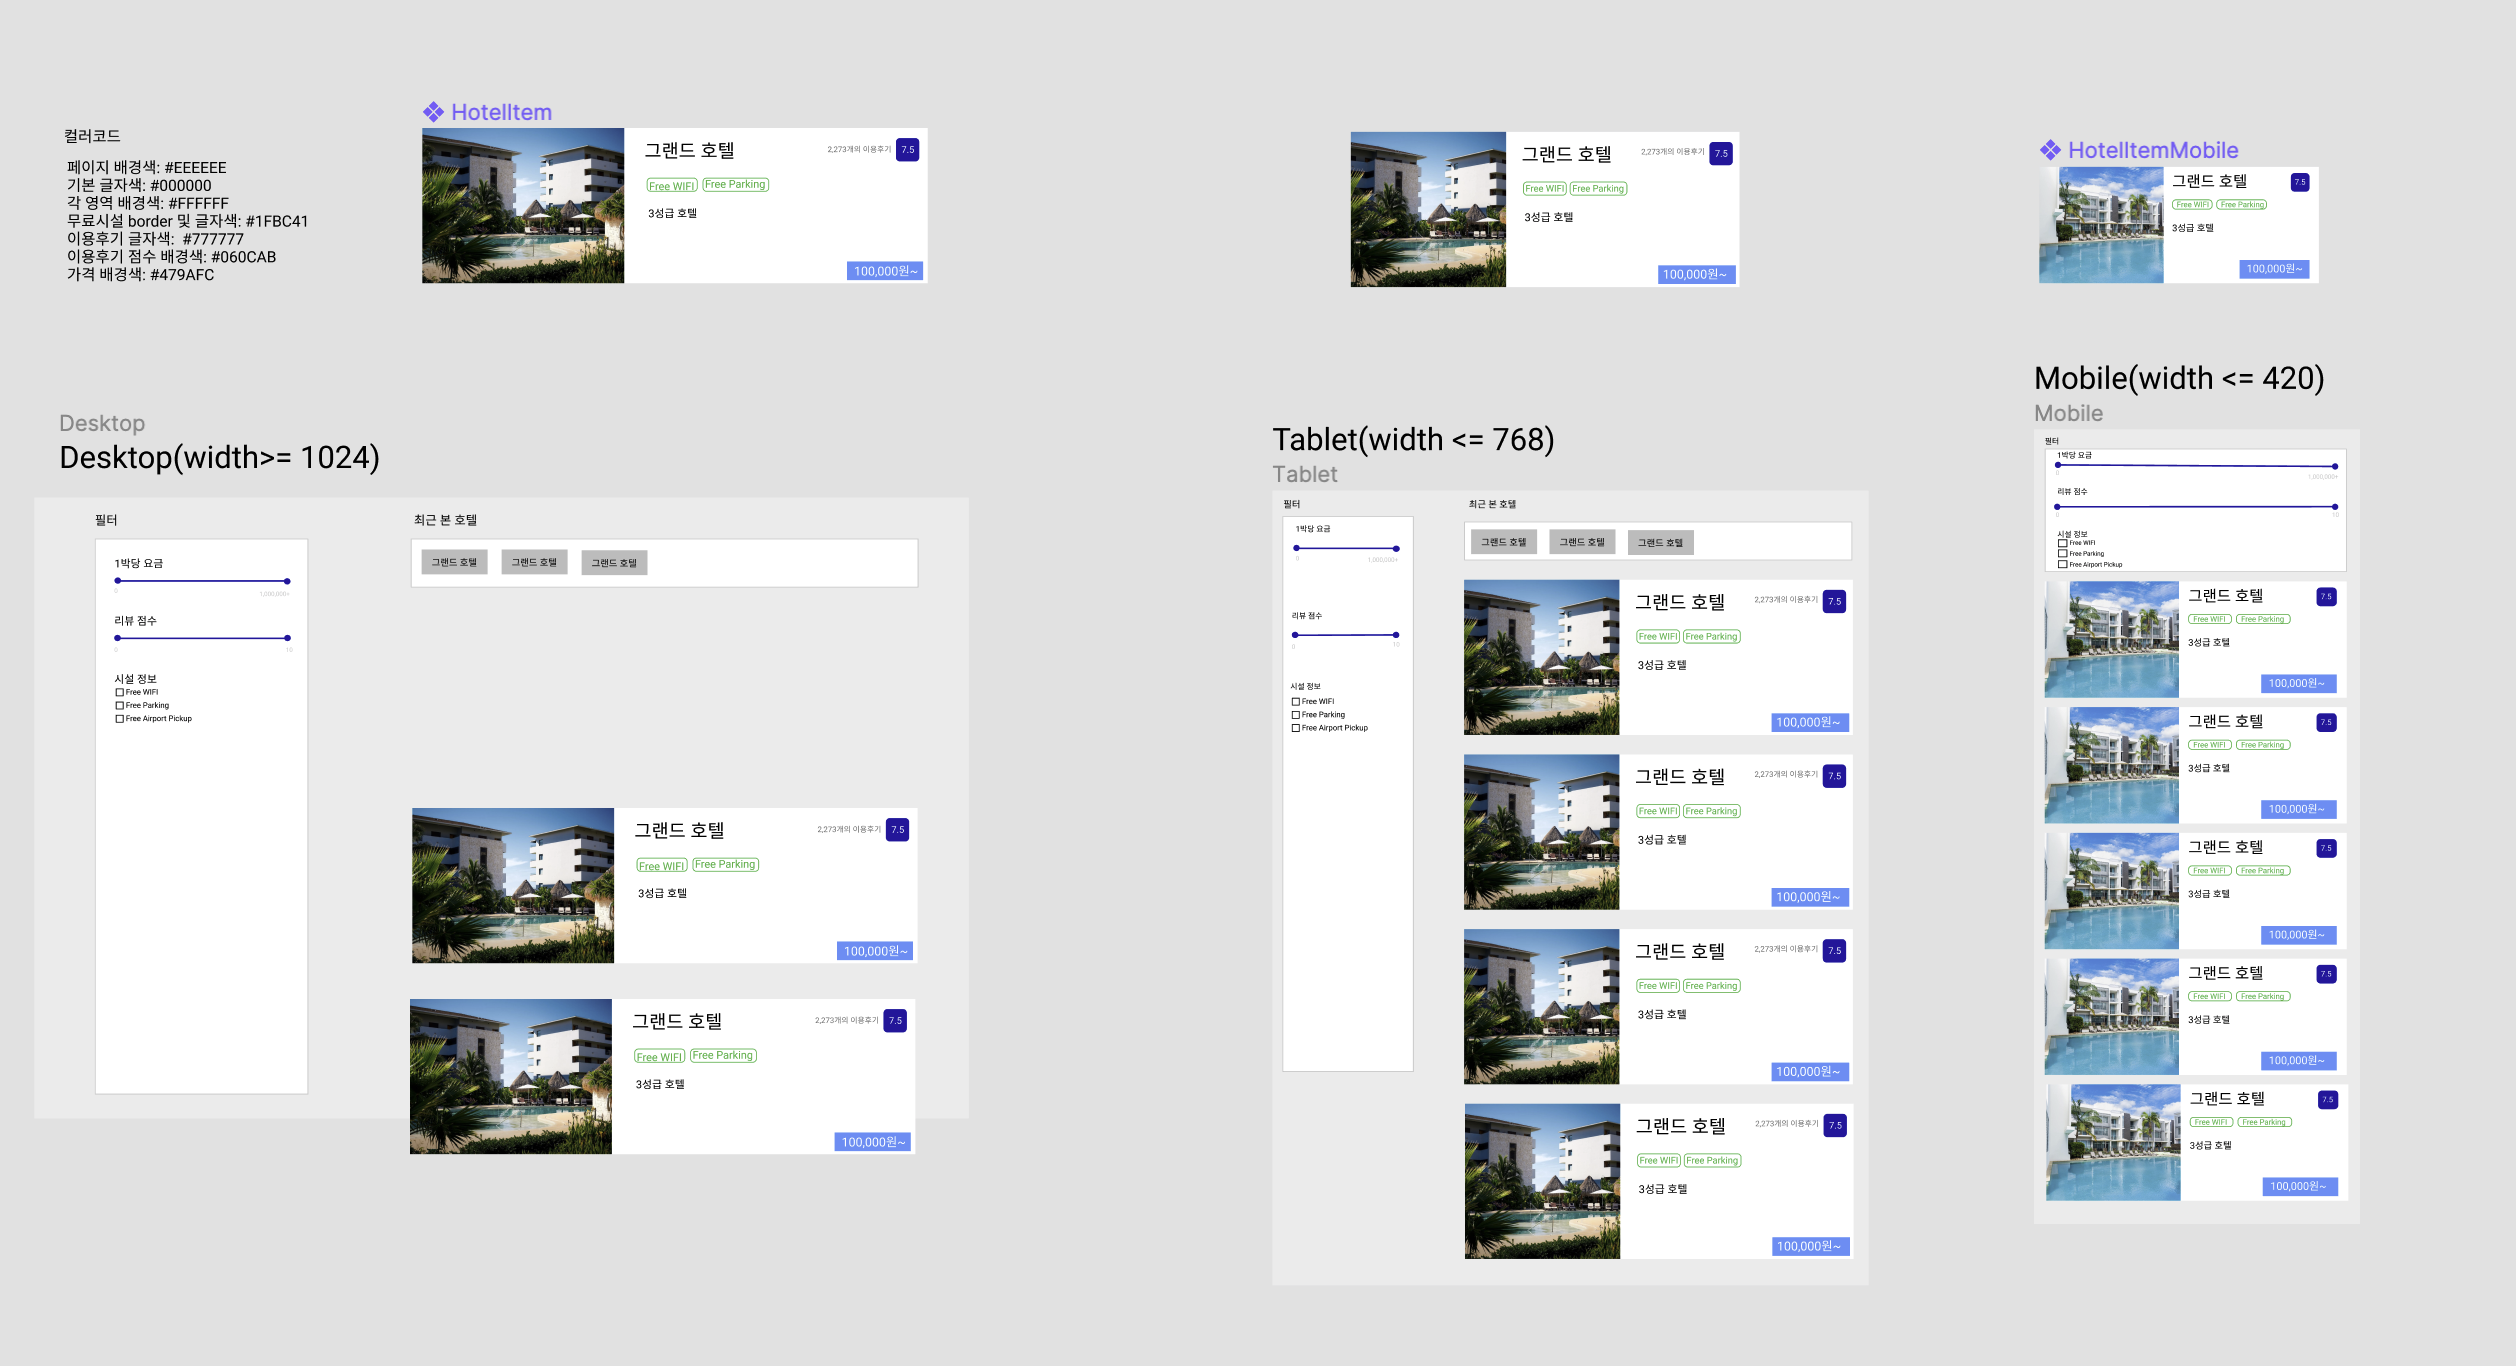 컬러코드
페이지 배경색: #EEEEEE
기본 글자색: #000000
각 영역 배경색: #FFFFFF
무료시설 border 및 글자색: #1FBC41
이용후기 글자색:  #777777
이용후기 점수 배경색: #060CAB
가격 배경색: #479AFC
HotelItem
그랜드 호텔
2,273개의 이용후기
7.5
Free WIFI
Free Parking
3성급 호텔
100,000원~
그랜드 호텔
2,273개의 이용후기
7.5
Free WIFI
Free Parking
3성급 호텔
100,000원~
HotelItemMobile
그랜드 호텔
7.5
Free WIFI
Free Parking
3성급 호텔
100,000원~
Desktop
Desktop(width>= 1024)
필터
1박당 요금
0
1,000,000+
리뷰 점수
0
10
시설 정보
Free WIFI
Free Parking
Free Airport Pickup
최근 본 호텔
그랜드 호텔
그랜드 호텔
그랜드 호텔
그랜드 호텔
2,273개의 이용후기
7.5
Free WIFI
Free Parking
3성급 호텔
100,000원~
그랜드 호텔
2,273개의 이용후기
7.5
Free WIFI
Free Parking
3성급 호텔
100,000원~
Tablet(width <= 768)
Tablet
필터
1박당 요금
0
1,000,000+
리뷰 점수
0
10
시설 정보
Free WIFI
Free Parking
Free Airport Pickup
최근 본 호텔
그랜드 호텔
그랜드 호텔
그랜드 호텔
그랜드 호텔
2,273개의 이용후기
7.5
Free WIFI
Free Parking
3성급 호텔
100,000원~
그랜드 호텔
2,273개의 이용후기
7.5
Free WIFI
Free Parking
3성급 호텔
100,000원~
그랜드 호텔
2,273개의 이용후기
7.5
Free WIFI
Free Parking
3성급 호텔
100,000원~
그랜드 호텔
2,273개의 이용후기
7.5
Free WIFI
Free Parking
3성급 호텔
100,000원~
Mobile(width <= 420)
Mobile
필터
1박당 요금
0
1,000,000+
리뷰 점수
0
10
시설 정보
Free WIFI
Free Parking
Free Airport Pickup
그랜드 호텔
7.5
Free WIFI
Free Parking
3성급 호텔
100,000원~
그랜드 호텔
7.5
Free WIFI
Free Parking
3성급 호텔
100,000원~
그랜드 호텔
7.5
Free WIFI
Free Parking
3성급 호텔
100,000원~
그랜드 호텔
7.5
Free WIFI
Free Parking
3성급 호텔
100,000원~
그랜드 호텔
7.5
Free WIFI
Free Parking
3성급 호텔
100,000원~